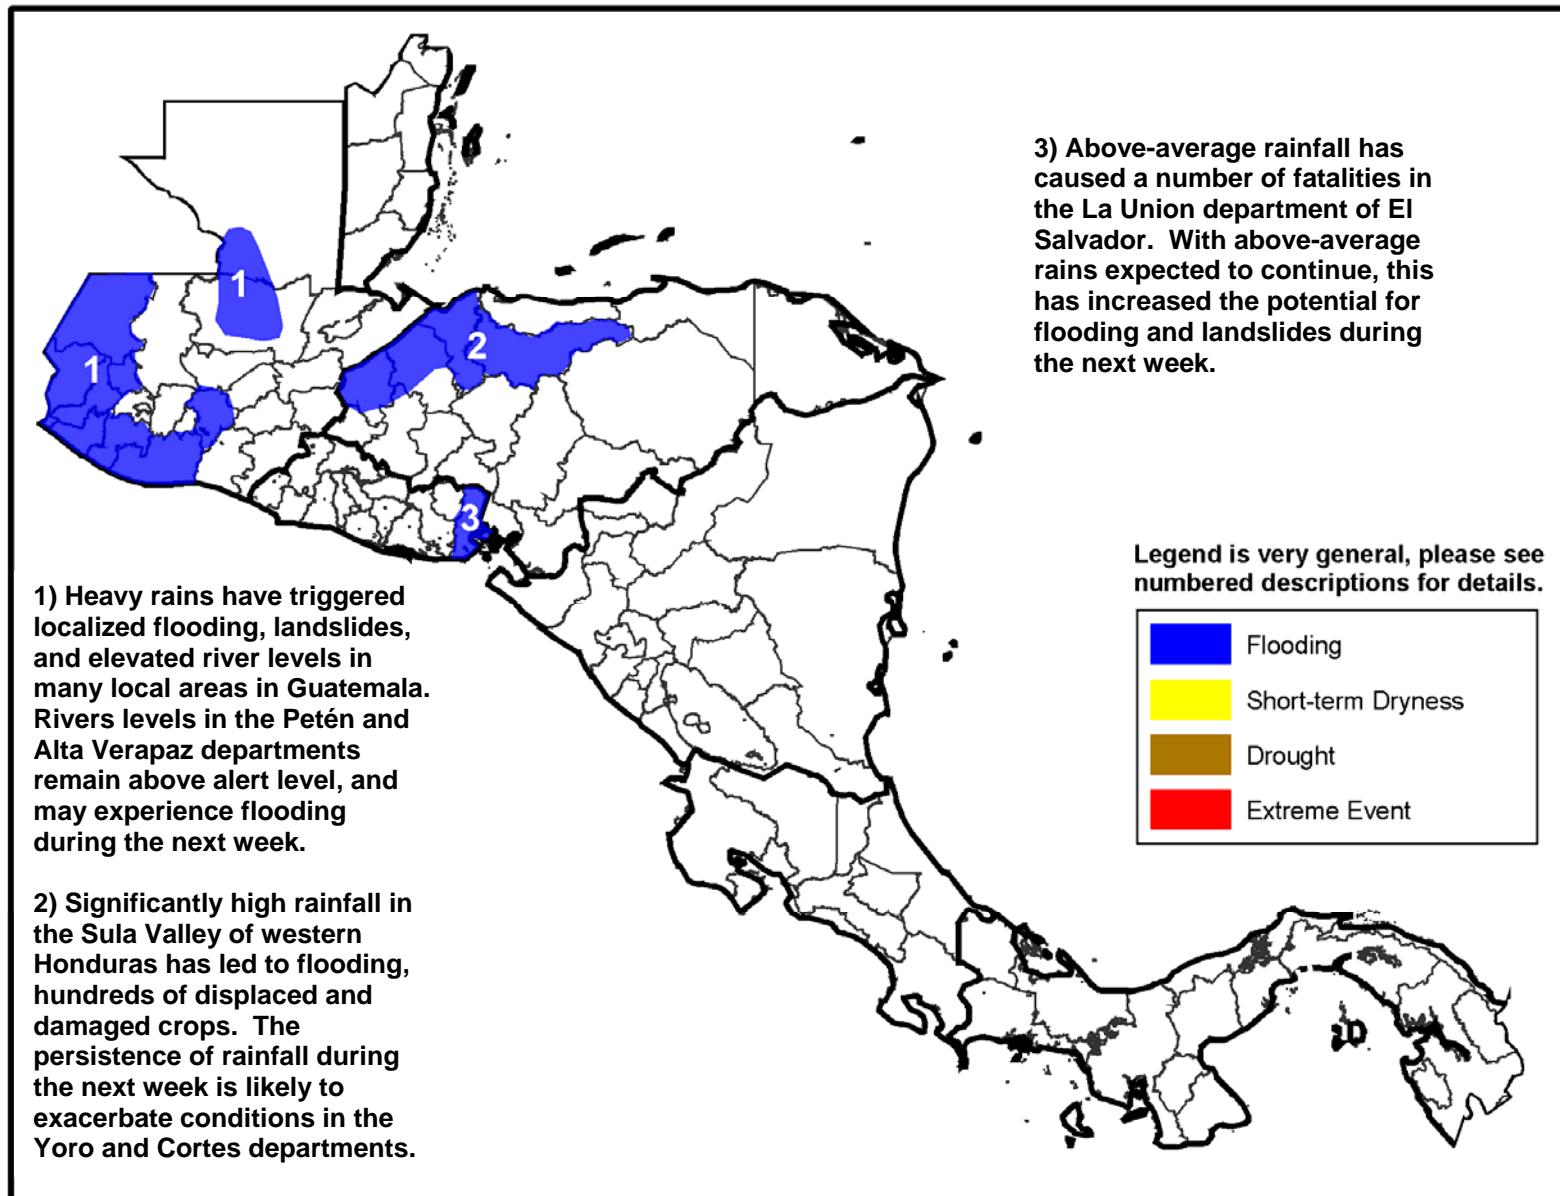 3) Above-average rainfall has
caused a number of fatalities in
the La Union department of El
Salvador.  With above-average
rains expected to continue, this
has increased the potential for
flooding and landslides during
the next week.
1
1
2
3
1) Heavy rains have triggered
localized flooding, landslides,
and elevated river levels in
many local areas in Guatemala.
Rivers levels in the Petén and
Alta Verapaz departments
remain above alert level, and
may experience flooding
during the next week.
2) Significantly high rainfall in
the Sula Valley of western
Honduras has led to flooding,
hundreds of displaced and
damaged crops.  The
persistence of rainfall during
the next week is likely to
exacerbate conditions in the
Yoro and Cortes departments.
Legend is very general, please see
numbered descriptions for details.
Flooding
Short-term Dryness
Drought
Extreme Event